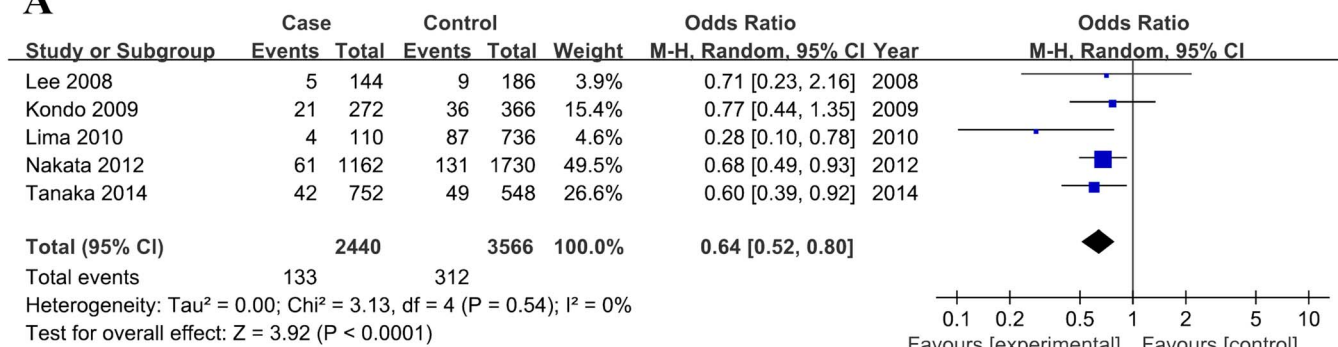 A
Case Control Odds Ratio Odds Ratio
Study or Subgroup Events Total Events Total Weight M-H, Random, 95% CI Year M-H, Random, 95% CI
Lee 2008 5 144 9 186 3.9% 0.71 [0.23, 2.16] 2008
Kondo 2009 21 272 36 366 15.4% 0.77 [0.44, 1.35] 2009
Lima 2010 4 110 87 736 4.6% 0.28 [0.10, 0.78] 2010
Nakata 2012 61 1162 131 1730 49.5% 0.68 [0.49, 0.93] 2012
Tanaka 2014 42 752 49 548 26.6% 0.60 [0.39, 0.92] 2014
Total (95% CI) 2440 3566 100.0% 0.64 [0.52, 0.80]
Total events 133 312
Heterogeneity: Tau² = 0.00; Chi² = 3.13, df = 4 (P = 0.54); I² = 0%
Test for overall effect: Z = 3.92 (P < 0.0001)
0.1 0.2 0.5 1 2 5 10
Favours [experimental] Favours [control]